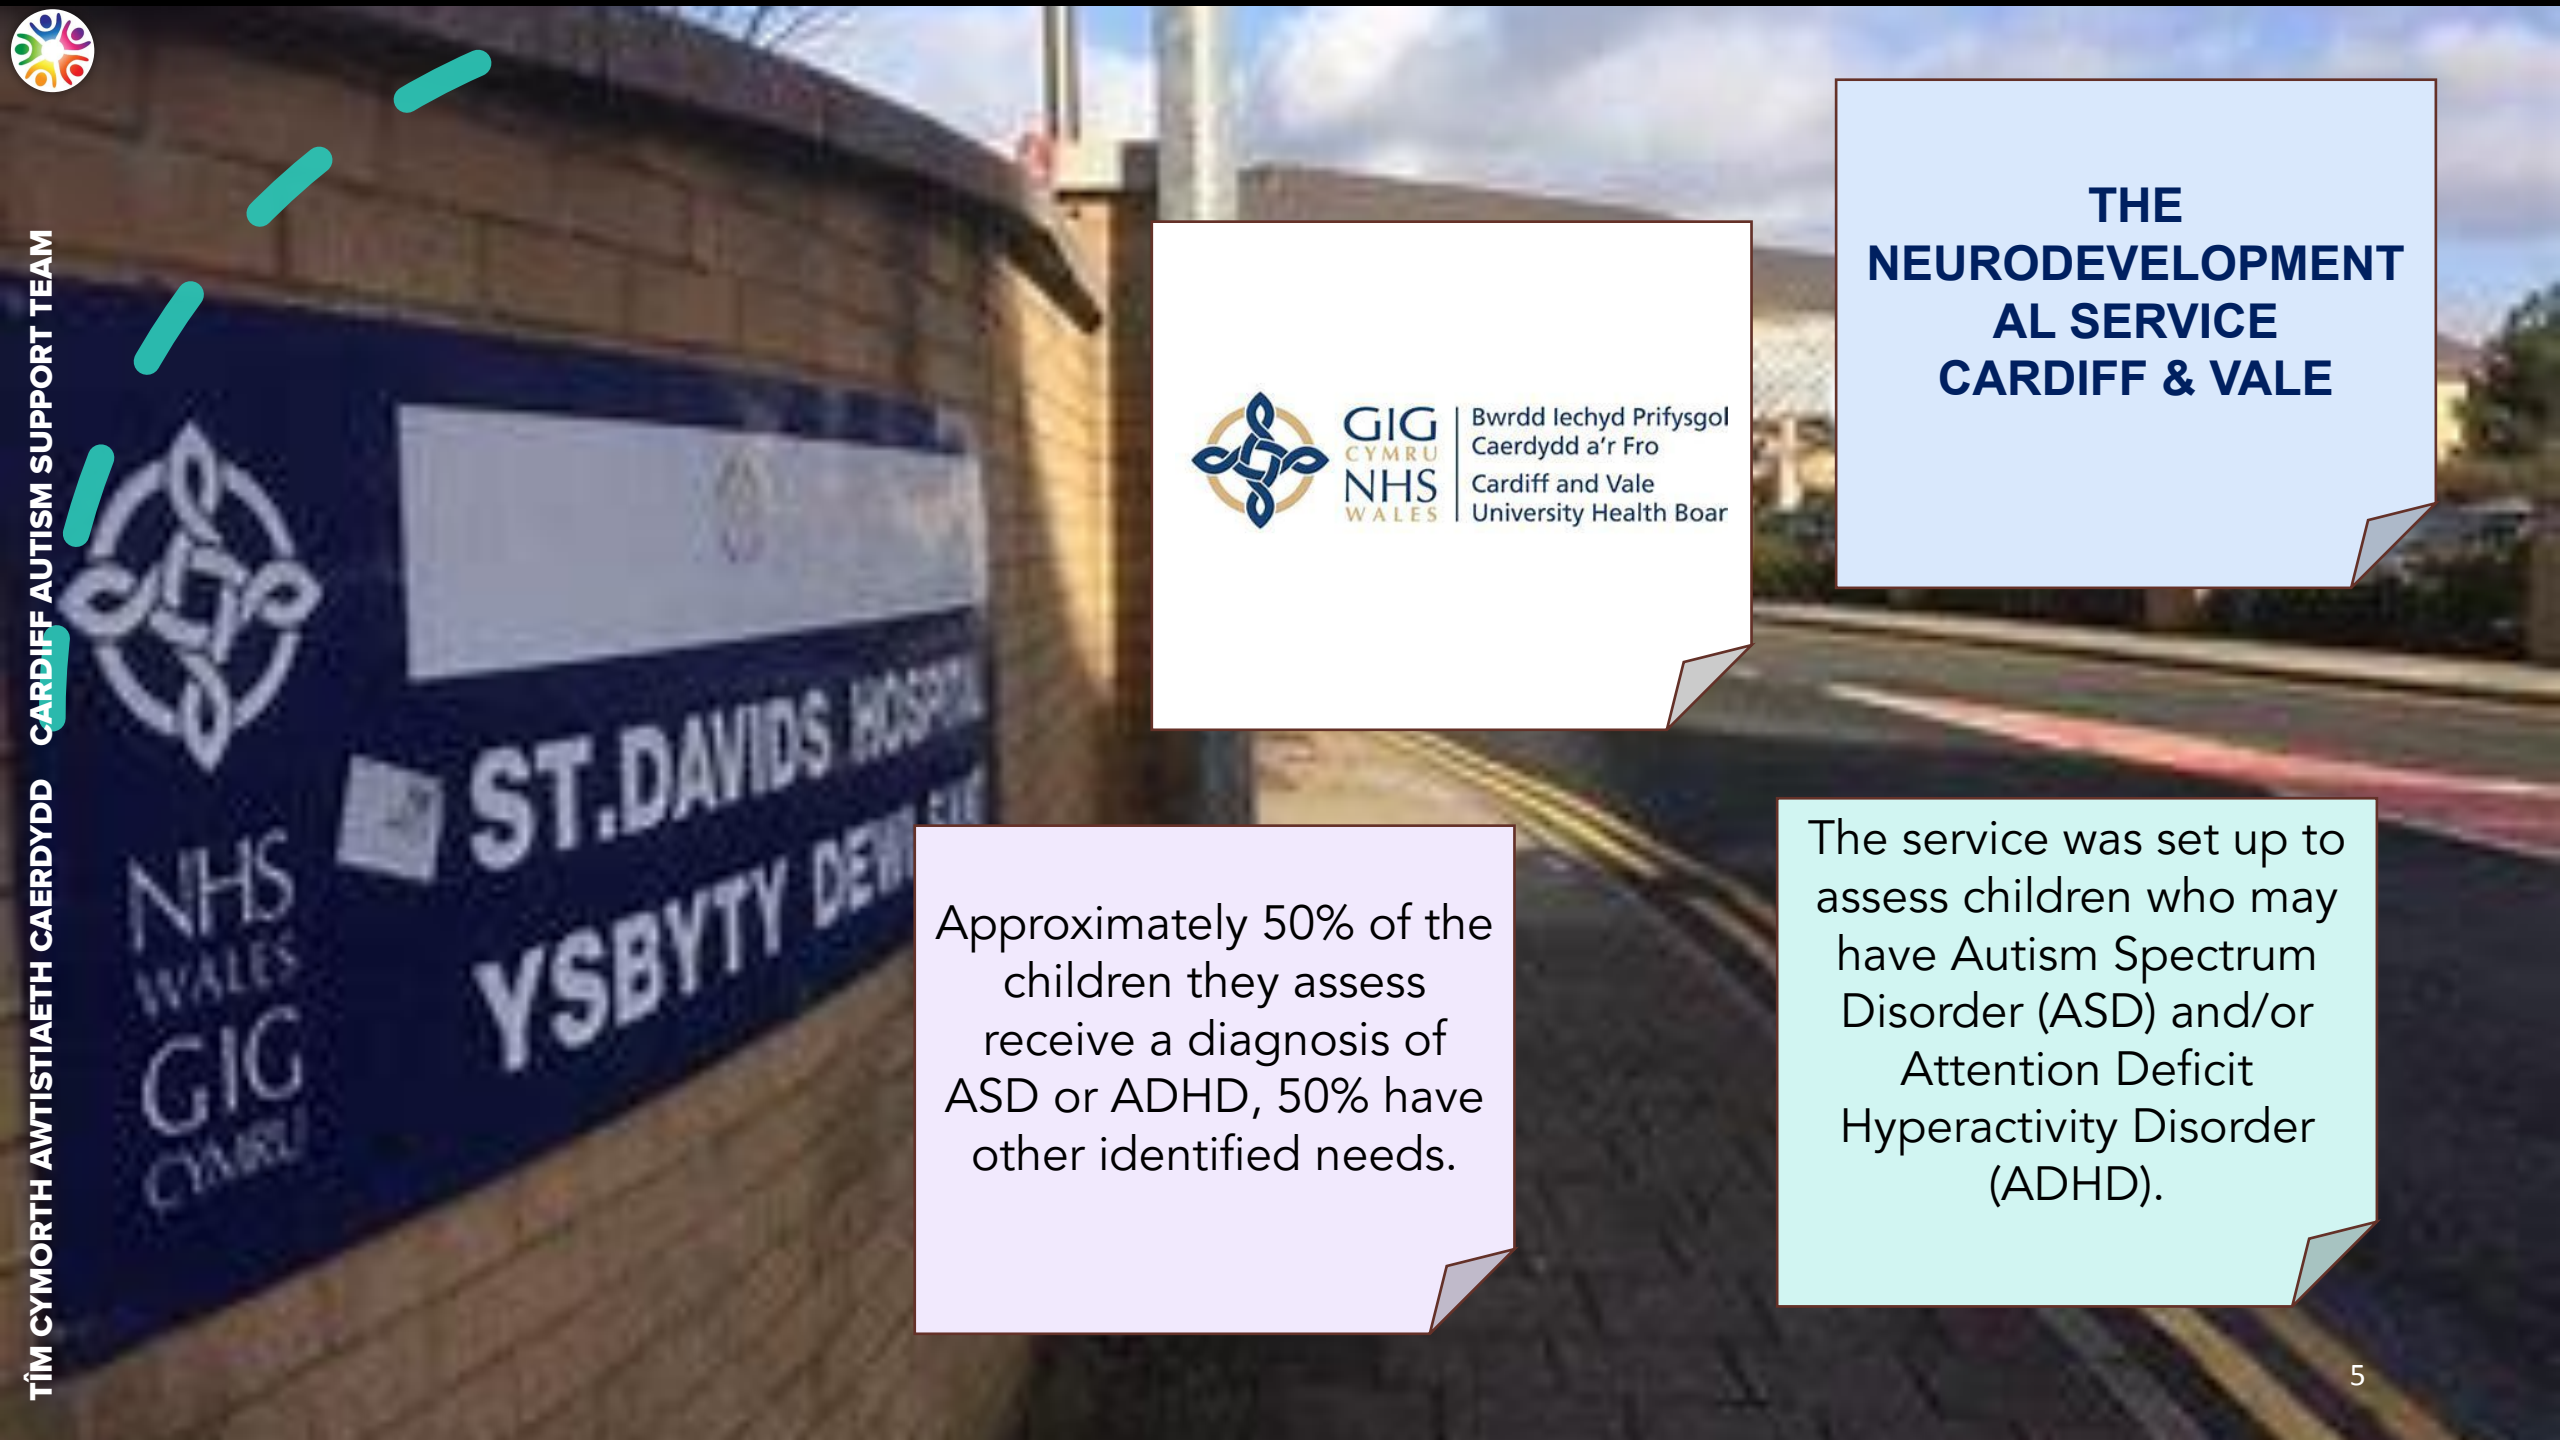 TÎM CYMORTH AWTISTIAETH CAERDYDD CARDIFF AUTISM SUPPORT TEAM
ST.DAVIDS HOSPITAL
YSBYTY DEWI
NHS
WALES
GIG
CYMRU
GIG
CYMRU
NHS
WALES
Bwrdd Iechyd Prifysgol
Caerdydd a'r Fro
Cardiff and Vale
University Health Boar
THE
NEURODEVELOPMENT
AL SERVICE
CARDIFF & VALE
Approximately 50% of the
children they assess
receive a diagnosis of
ASD or ADHD, 50% have
other identified needs.
The service was set up to
assess children who may
have Autism Spectrum
Disorder (ASD) and/or
Attention Deficit
Hyperactivity Disorder
(ADHD).
5